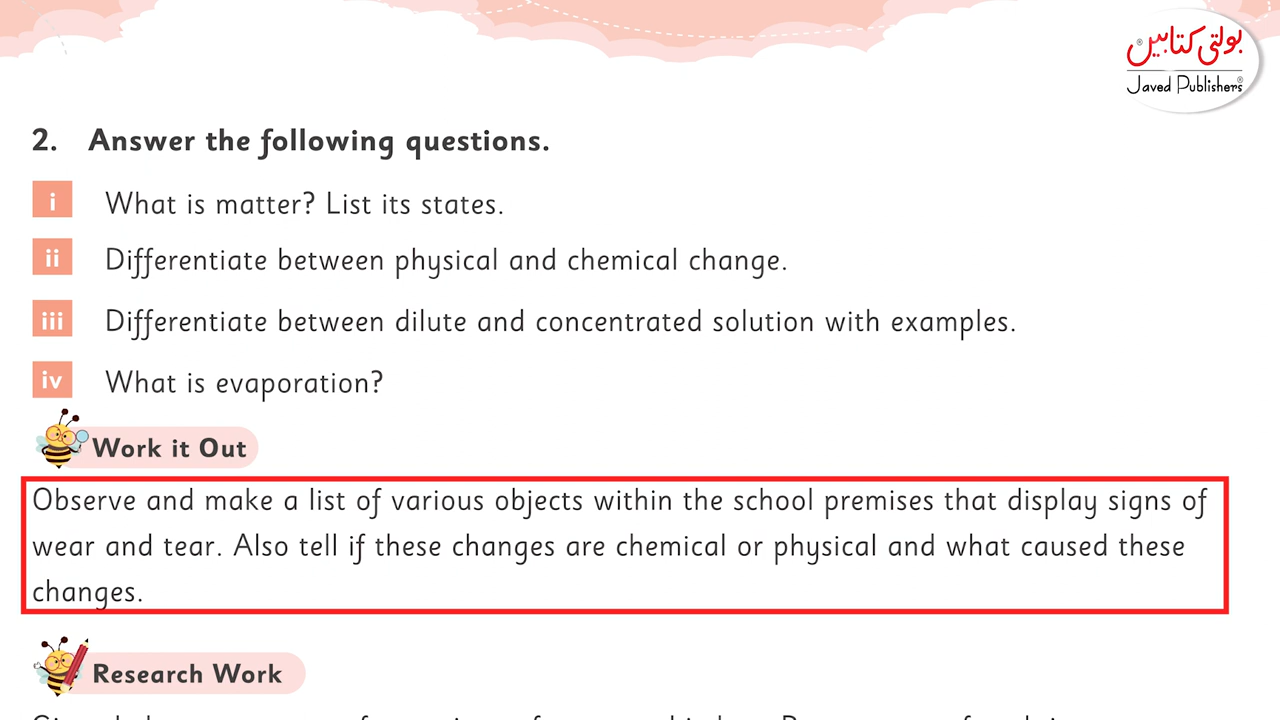 بولتی کتابیں
Javed Publishers
2. Answer the following questions.
i What is matter? List its states.
ii Differentiate between physical and chemical change.
iii Differentiate between dilute and concentrated solution with examples.
iv What is evaporation?
Work it Out
Observe and make a list of various objects within the school premises that display signs of
wear and tear. Also tell if these changes are chemical or physical and what caused these
changes.
Research Work